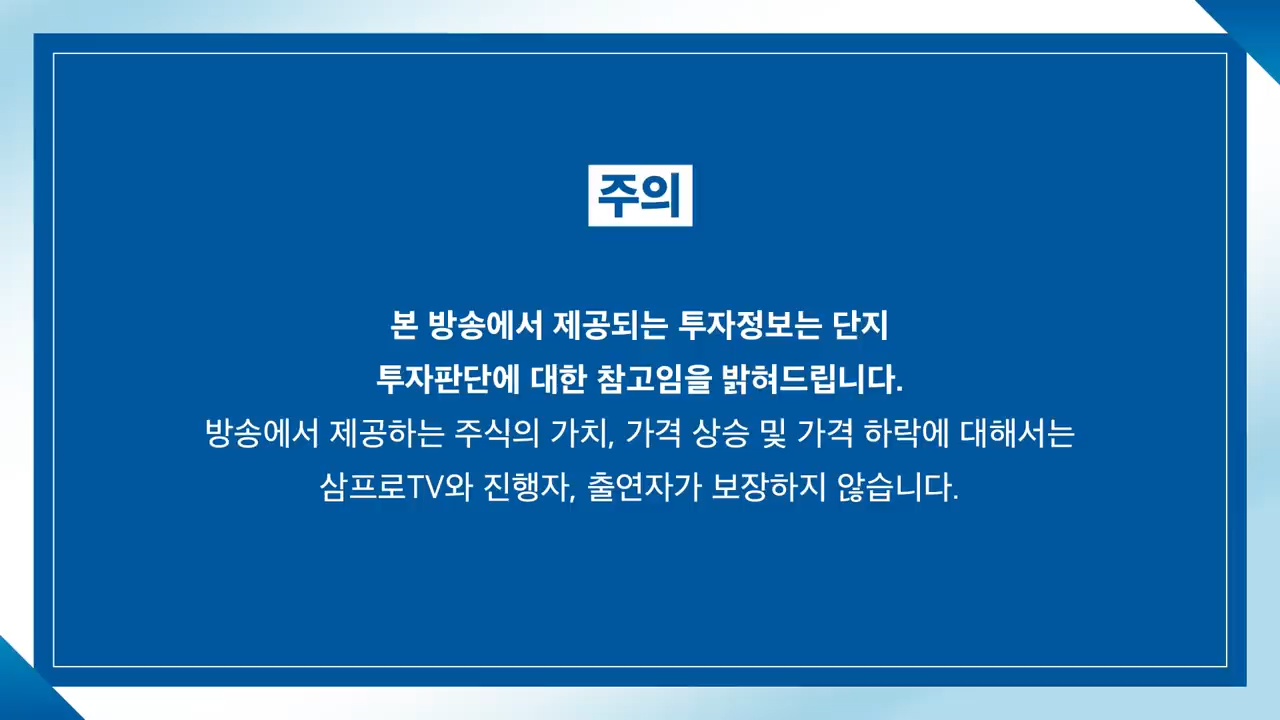 주의
본 방송에서 제공되는 투자정보는 단지
투자판단에 대한 참고임을 밝혀드립니다.
방송에서 제공하는 주식의 가치, 가격 상승 및 가격 하락에 대해서는
삼프로TV와 진행자, 출연자가 보장하지 않습니다.